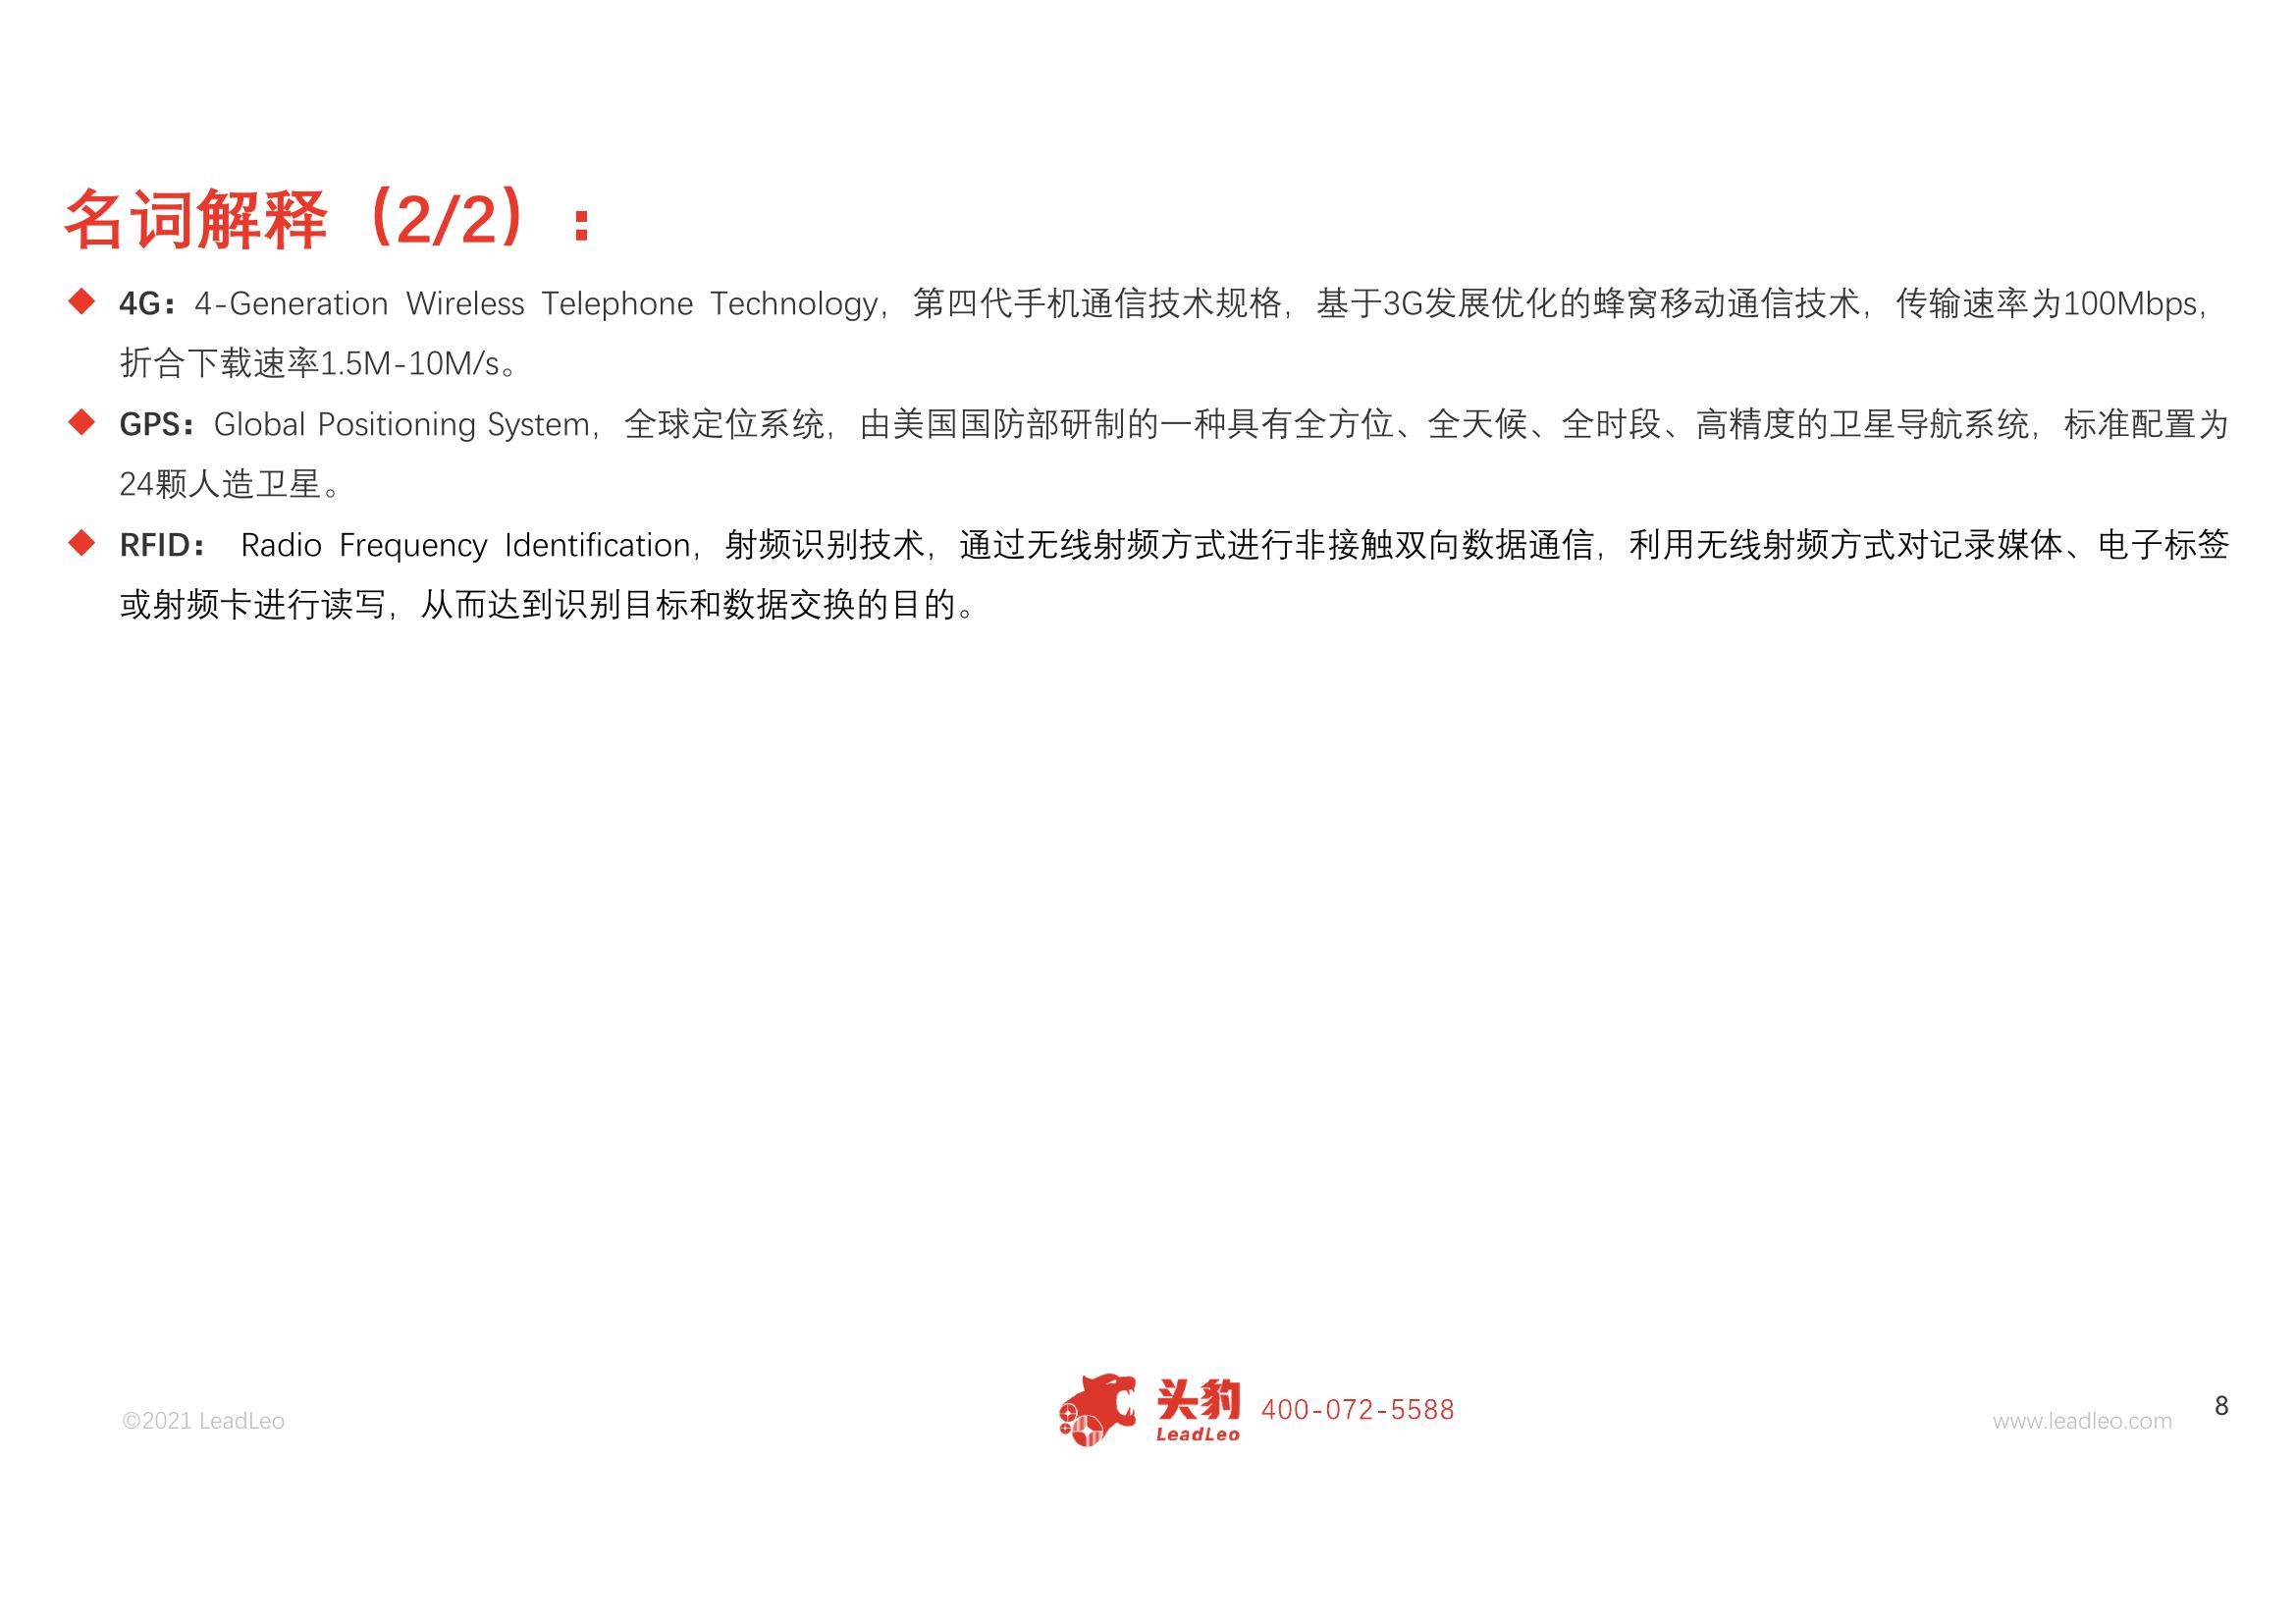 名词解释（2/2）：
◆ 4G：4-Generation Wireless Telephone Technology，第四代手机通信技术规格，基于3G发展优化的蜂窝移动通信技术，传输速率为100Mbps，
折合下载速率1.5M-10M/s。
◆ GPS：Global Positioning System，全球定位系统，由美国国防部研制的一种具有全方位、全天候、全时段、高精度的卫星导航系统，标准配置为
24颗人造卫星。
◆ RFID： Radio Frequency Identification，射频识别技术，通过无线射频方式进行非接触双向数据通信，利用无线射频方式对记录媒体、电子标签
或射频卡进行读写，从而达到识别目标和数据交换的目的。
©2021 LeadLeo
头豹
LeadLeo
400-072-5588
www.leadleo.com
8